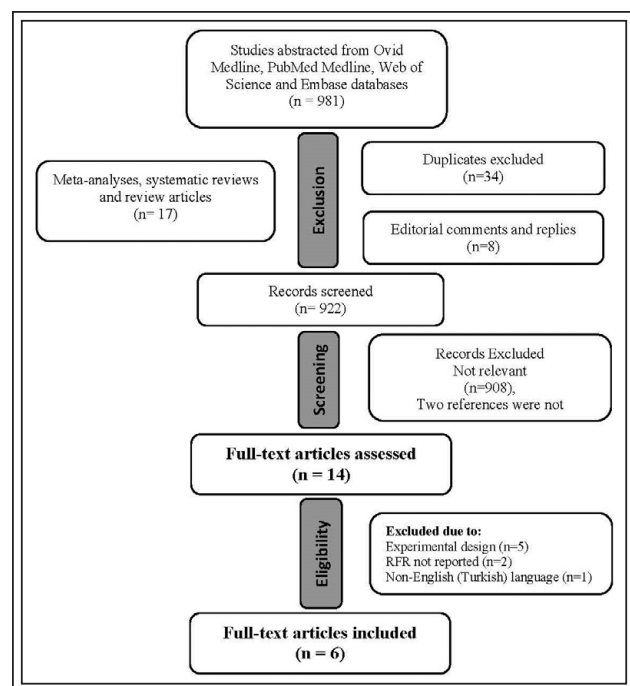 Studies abstracted from Ovid
Medline, PubMed Medline, Web of
Science and Embase databases
(n = 981)
Exclusion
Meta-analyses, systematic reviews
and review articles
(n= 17)
Duplicates excluded
(n=34)
Editorial comments and replies
(n=8)
Records screened
(n= 922)
Screening
Records Excluded
Not relevant
(n=908),
Two references were not
Full-text articles assessed
(n = 14)
Eligibility
Excluded due to:
Experimental design (n=5)
RFR not reported (n=2)
Non-English (Turkish) language (n=1)
Full-text articles included
(n = 6)